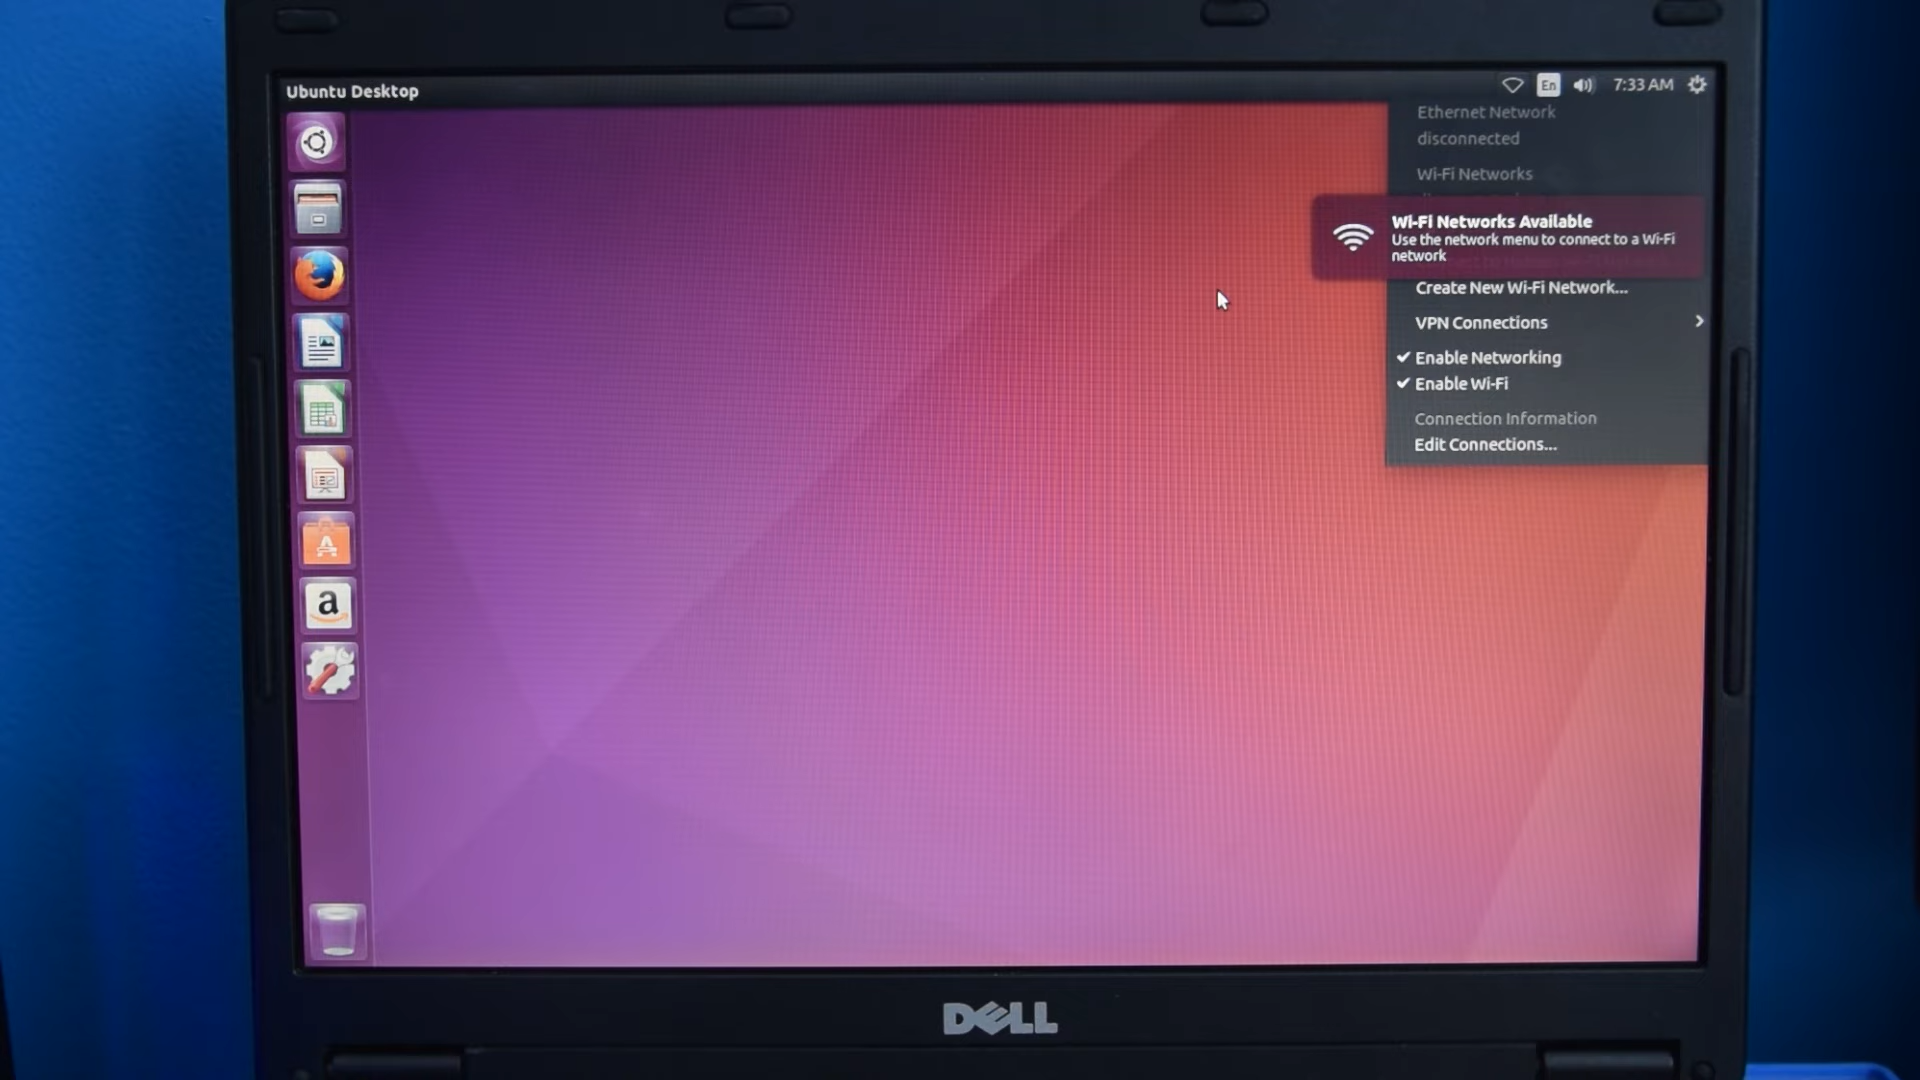 Ubuntu Desktop
En
7:33 AM
Ethernet Network
disconnected
Wi-Fi Networks
Wi-Fi Networks Available
Use the network menu to connect to a Wi-Fi
network
Create New Wi-Fi Network...
VPN Connections
Enable Networking
Enable Wi-Fi
Connection Information
Edit Connections...
A
a
DELL